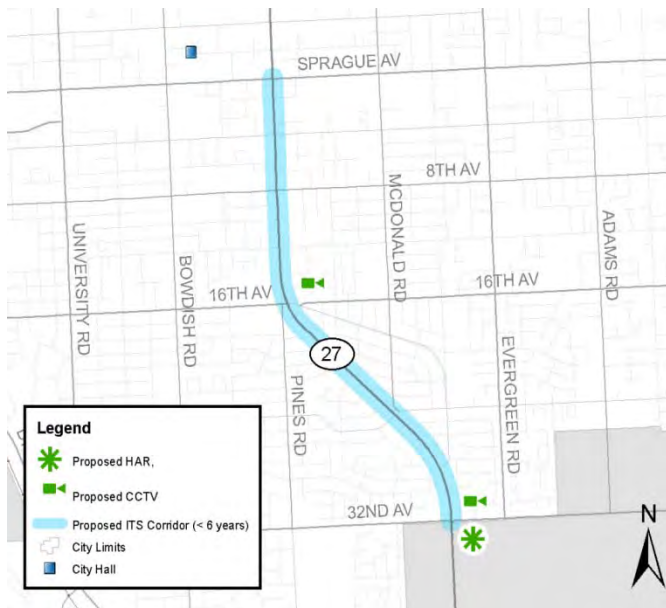 SPRAGUE AV
8TH AV
MCDONALD RD
UNIVERSITY RD
BOWDISH RD
ADAMS RD
16TH AV
16TH AV
27
EVERGREEN RD
PINES RD
Legend
Proposed HAR,
Proposed CCTV
Proposed ITS Corridor (< 6 years)
City Limits
City Hall
32ND AV
N